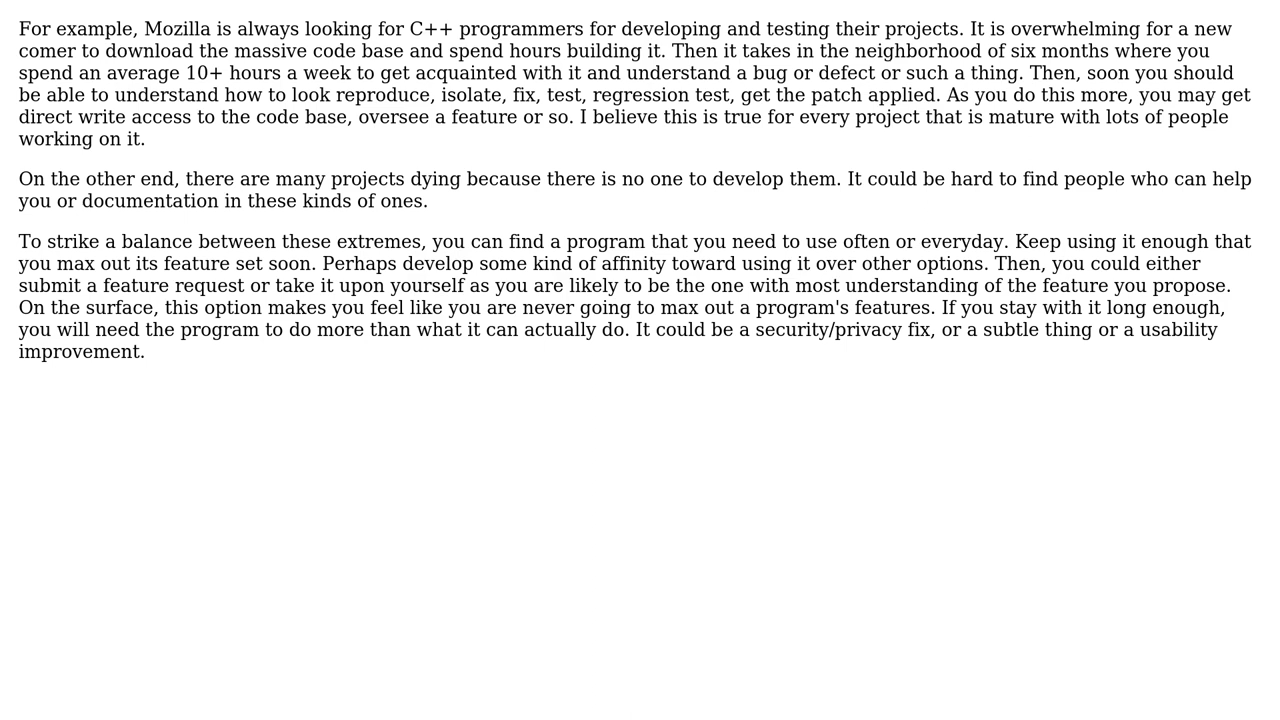 For example, Mozilla is always looking for C++ programmers for developing and testing their projects. It is overwhelming for a new
comer to download the massive code base and spend hours building it. Then it takes in the neighborhood of six months where you
spend an average 10+ hours a week to get acquainted with it and understand a bug or defect or such a thing. Then, soon you should
be able to understand how to look reproduce, isolate, fix, test, regression test, get the patch applied. As you do this more, you may get
direct write access to the code base, oversee a feature or so. I believe this is true for every project that is mature with lots of people
working on it.
On the other end, there are many projects dying because there is no one to develop them. It could be hard to find people who can help
you or documentation in these kinds of ones.
To strike a balance between these extremes, you can find a program that you need to use often or everyday. Keep using it enough that
you max out its feature set soon. Perhaps develop some kind of affinity toward using it over other options. Then, you could either
submit a feature request or take it upon yourself as you are likely to be the one with most understanding of the feature you propose.
On the surface, this option makes you feel like you are never going to max out a program's features. If you stay with it long enough,
you will need the program to do more than what it can actually do. It could be a security/privacy fix, or a subtle thing or a usability
improvement.